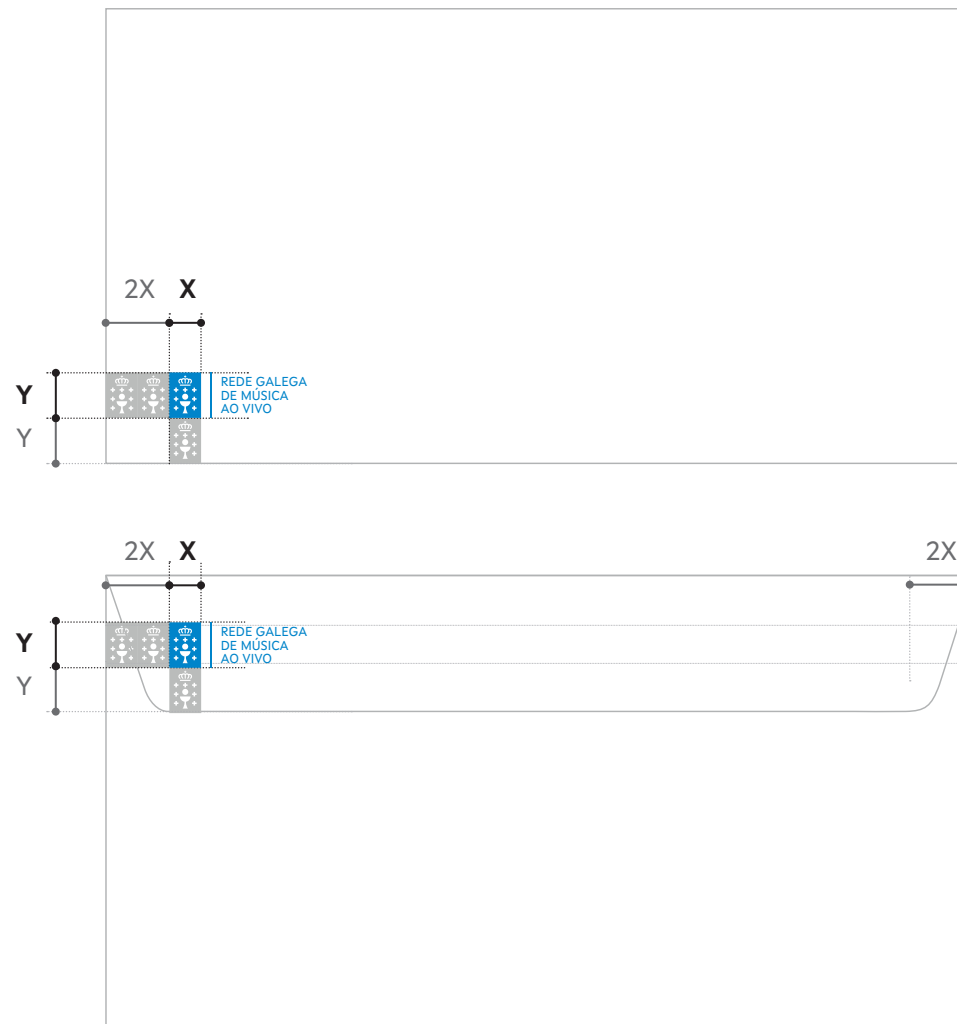 2X X
Y
REDE GALEGA
DE MÚSICA
AO VIVO
Y
2X X 2X
Y
REDE GALEGA
DE MÚSICA
AO VIVO
Y